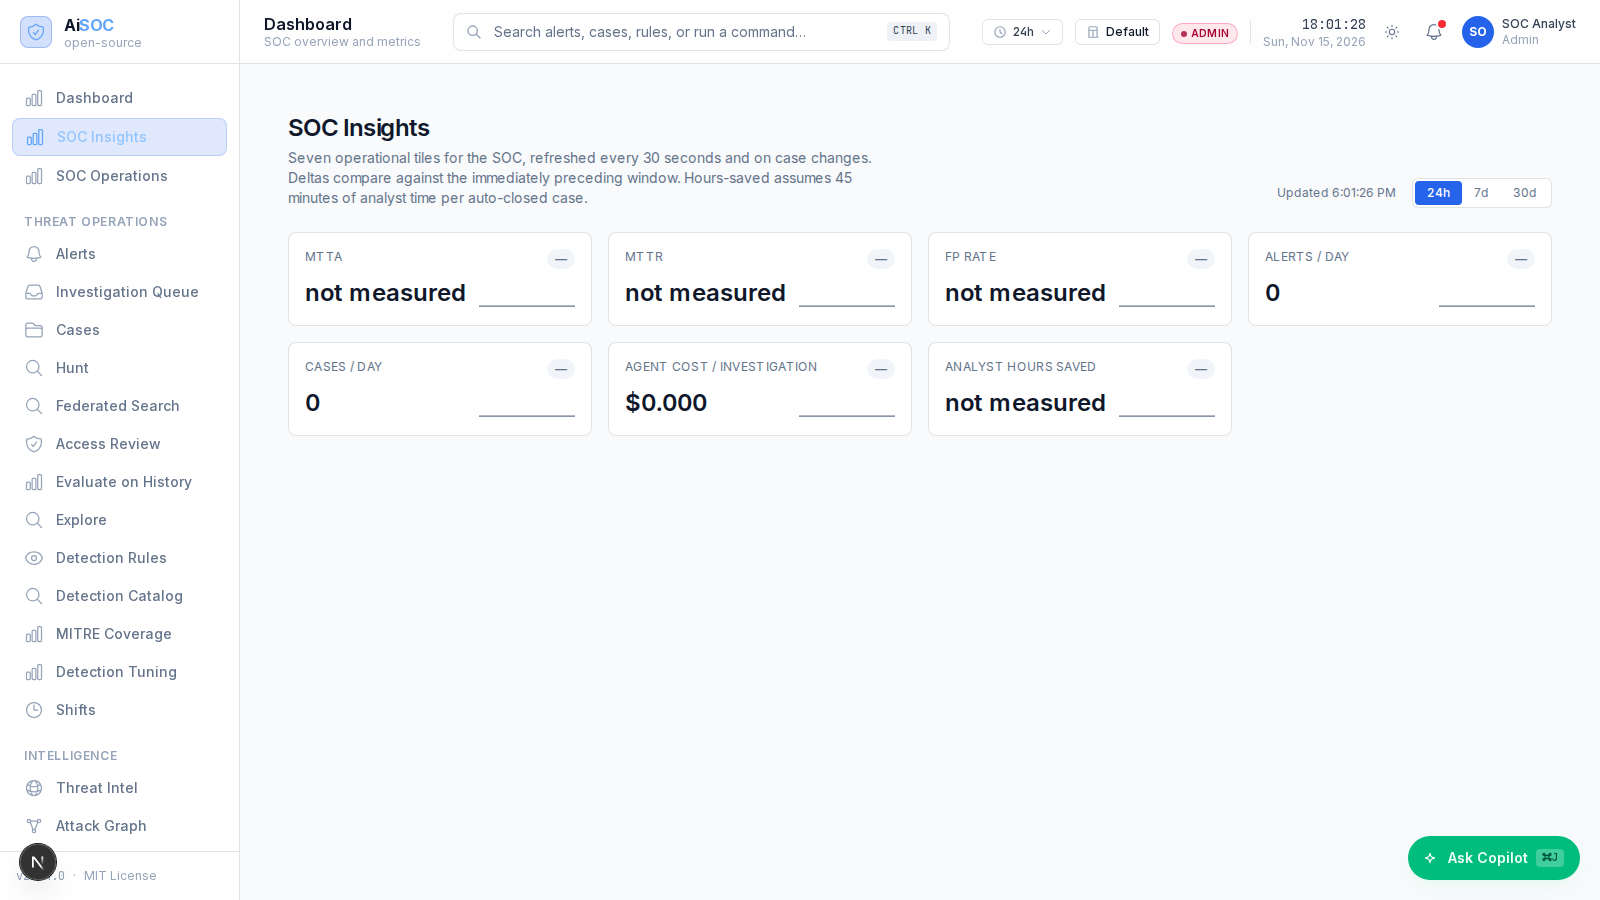 AiSOC
open-source
Dashboard
SOC Insights
SOC Operations
THREAT OPERATIONS
Alerts
Investigation Queue
Cases
Hunt
Federated Search
Access Review
Evaluate on History
Explore
Detection Rules
Detection Catalog
MITRE Coverage
Detection Tuning
Shifts
INTELLIGENCE
Threat Intel
Attack Graph
N
· MIT License
Dashboard
SOC overview and metrics
Search alerts, cases, rules, or run a command...
CTRL K
24h
Default
ADMIN
18:01:28
Sun, Nov 15, 2026
SO
SOC Analyst
Admin
SOC Insights
Seven operational tiles for the SOC, refreshed every 30 seconds and on case changes.
Deltas compare against the immediately preceding window. Hours-saved assumes 45
minutes of analyst time per auto-closed case.
Updated 6:01:26 PM
24h
7d
30d
MTTA
—
not measured
MTTR
—
not measured
FP RATE
—
not measured
ALERTS / DAY
—
0
CASES / DAY
—
0
AGENT COST / INVESTIGATION
—
$0.000
ANALYST HOURS SAVED
—
not measured
Ask Copilot
⌘J